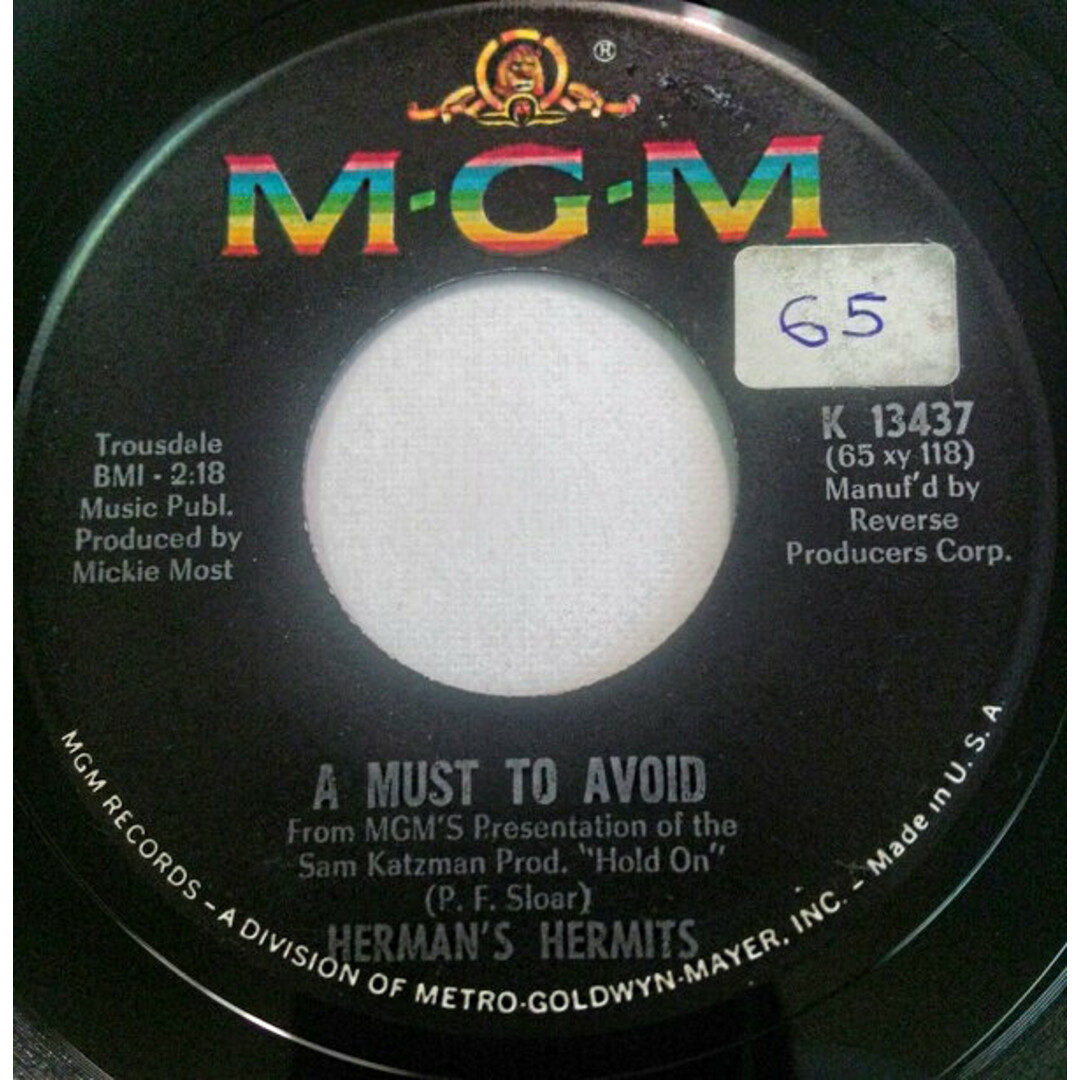 ®
M·G·M
65
Trousdale
BMI - 2:18
Music Publ.
Produced by
Mickie Most
K 13437
(65 xy 118)
Manuf'd by
Reverse
Producers Corp.
A MUST TO AVOID
From MGM'S Presentation of the
Sam Katzman Prod. "Hold On"
(P. F. Sloar)
HERMAN'S HERMITS
MGM RECORDS - A DIVISION OF METRO-GOLDWYN-MAYER, INC. - Made in U. S. A